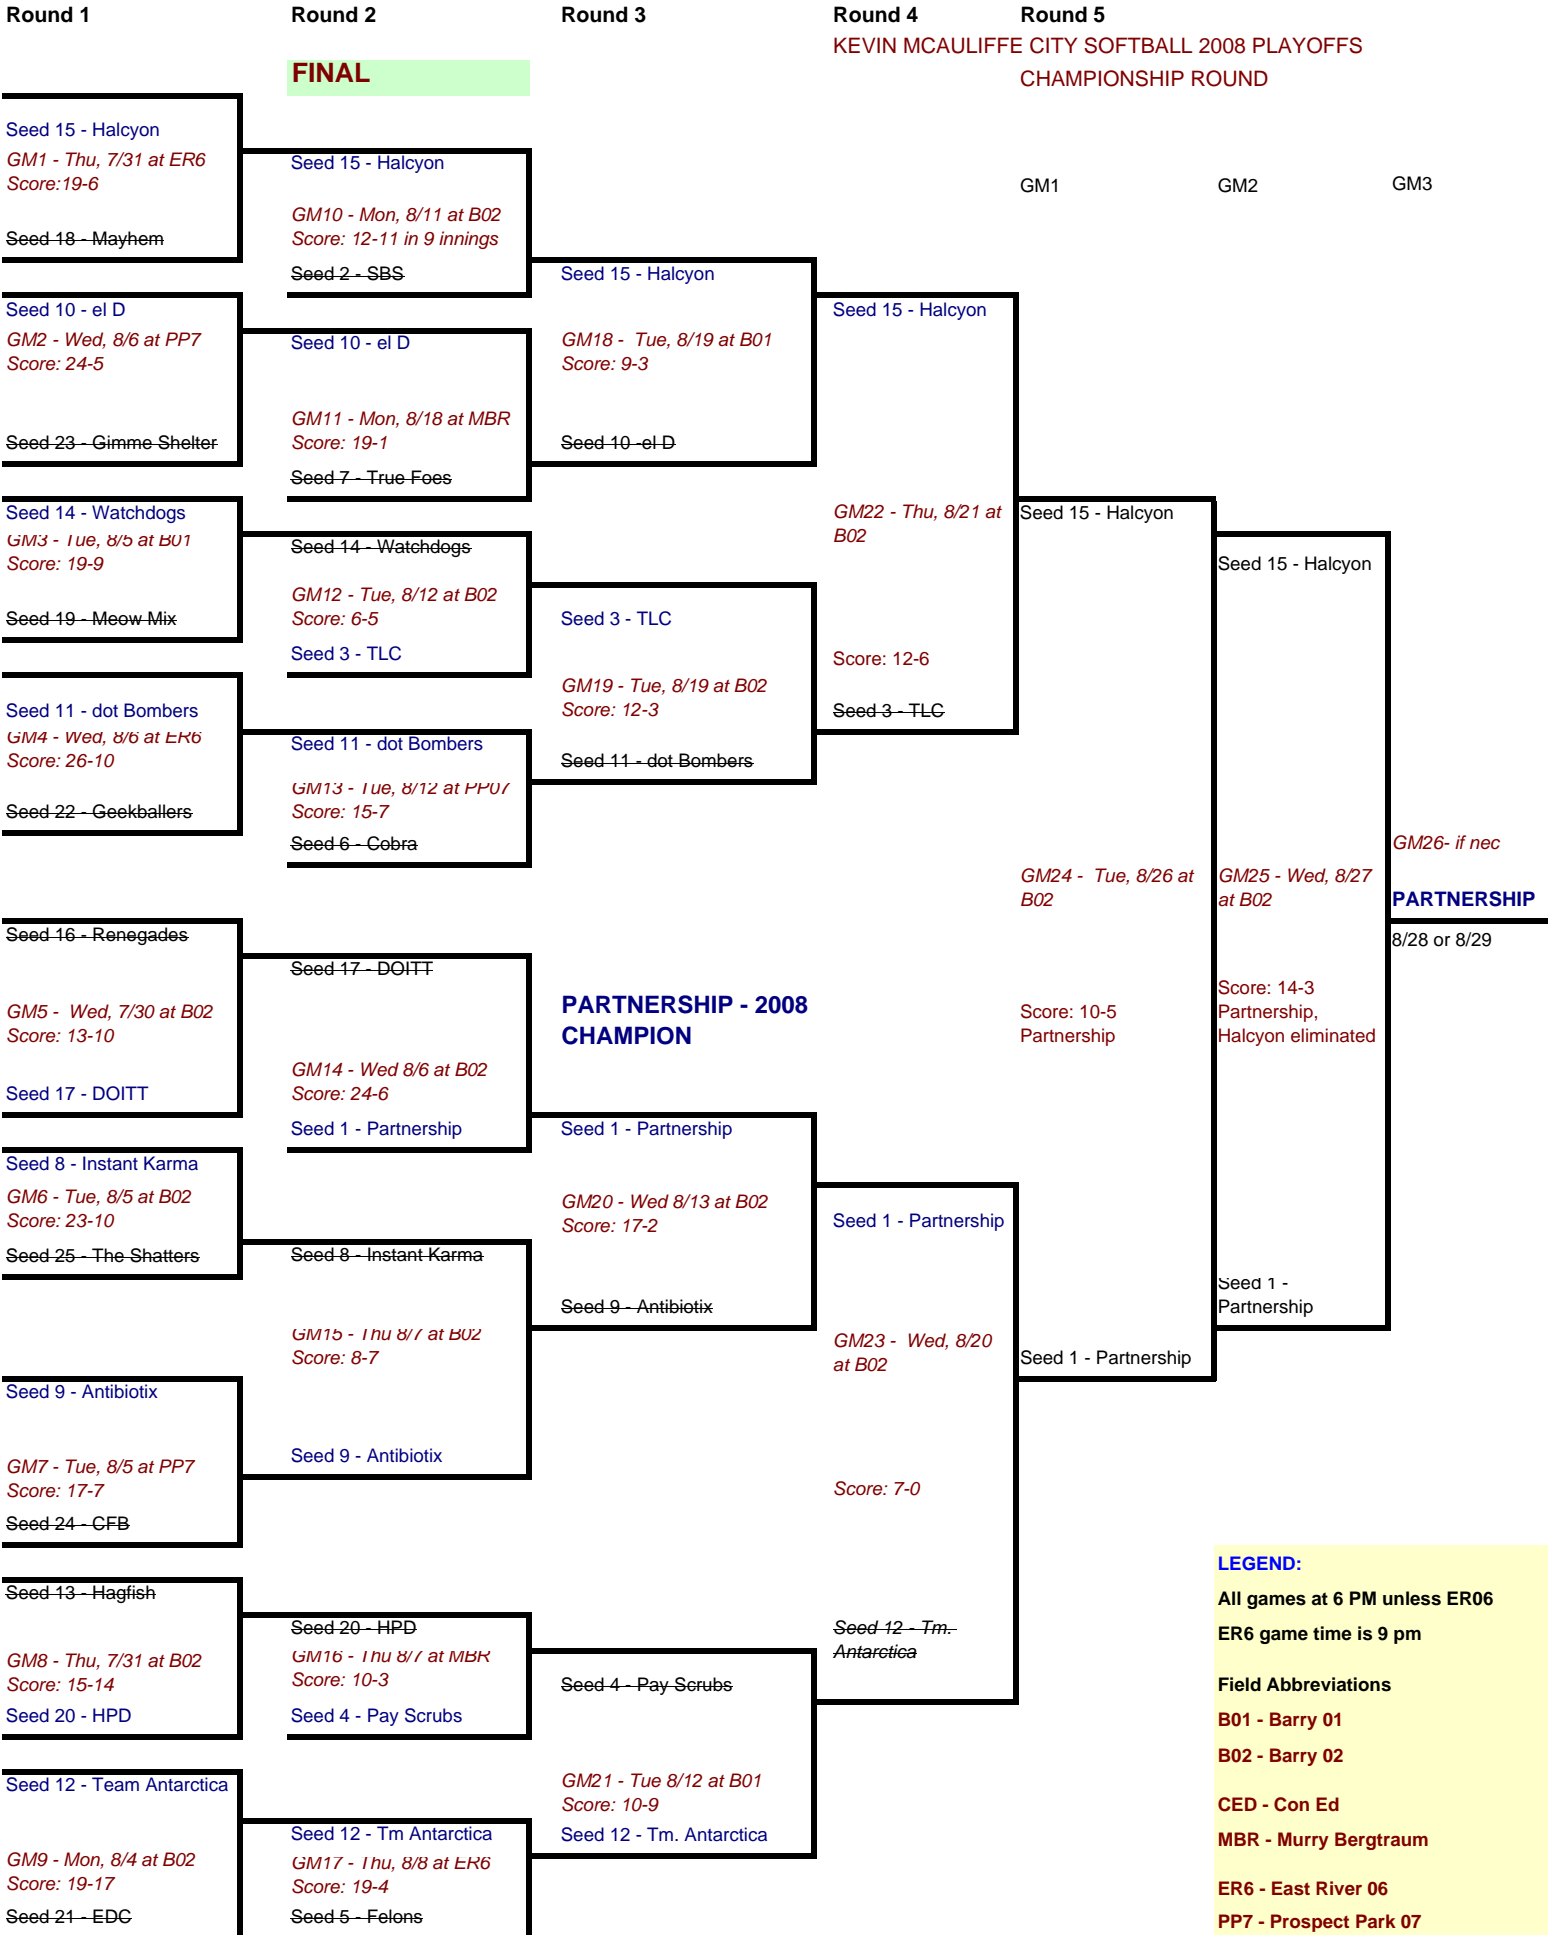 Round 1
Round 2
Round 3
Round 4
Round 5
KEVIN MCAULIFFE CITY SOFTBALL 2008 PLAYOFFS
FINAL
CHAMPIONSHIP ROUND
Seed 15 - Halcyon
GM1 - Thu, 7/31 at ER6
Score:19-6
Seed 18 - Mayhem
Seed 10 - el D
GM2 - Wed, 8/6 at PP7
Score: 24-5
Seed 23 - Gimme Shelter
Seed 14 - Watchdogs
GM3 - Tue, 8/5 at B01
Score: 19-9
Seed 19 - Meow Mix
Seed 11 - dot Bombers
GM4 - Wed, 8/6 at ER6
Score: 26-10
Seed 22 - Geekballers
Seed 16 - Renegades
GM5 -  Wed, 7/30 at B02
Score: 13-10
Seed 17 - DOITT
Seed 8 - Instant Karma
GM6 - Tue, 8/5 at B02
Score: 23-10
Seed 25 - The Shatters
Seed 9 - Antibiotix
GM7 - Tue, 8/5 at PP7
Score: 17-7
Seed 24 - CFB
Seed 13 - Hagfish
GM8 - Thu, 7/31 at B02
Score: 15-14
Seed 20 - HPD
Seed 12 - Team Antarctica
GM9 - Mon, 8/4 at B02
Score: 19-17
Seed 21 - EDC
Seed 15 - Halcyon
GM10 - Mon, 8/11 at B02
Score: 12-11 in 9 innings
Seed 2 - SBS
Seed 10 - el D
GM11 - Mon, 8/18 at MBR
Score: 19-1
Seed 7 - True Foes
Seed 14 - Watchdogs
GM12 - Tue, 8/12 at B02
Score: 6-5
Seed 3 - TLC
Seed 11 - dot Bombers
GM13 - Tue, 8/12 at PP07
Score: 15-7
Seed 6 - Cobra
Seed 17 - DOITT
GM14 - Wed 8/6 at B02
Score: 24-6
Seed 1 - Partnership
Seed 8 - Instant Karma
GM15 - Thu 8/7 at B02
Score: 8-7
Seed 9 - Antibiotix
Seed 20 - HPD
GM16 - Thu 8/7 at MBR
Score: 10-3
Seed 4 - Pay Scrubs
Seed 12 - Tm Antarctica
GM17 - Thu, 8/8 at ER6
Score: 19-4
Seed 5 - Felons
Seed 15 - Halcyon
GM18 -  Tue, 8/19 at B01
Score: 9-3
Seed 10 -el D
Seed 3 - TLC
GM19 - Tue, 8/19 at B02
Score: 12-3
Seed 11 - dot Bombers
PARTNERSHIP - 2008
CHAMPION
Seed 1 - Partnership
GM20 - Wed 8/13 at B02
Score: 17-2
Seed 9 - Antibiotix
Seed 4 - Pay Scrubs
GM21 - Tue 8/12 at B01
Score: 10-9
Seed 12 - Tm. Antarctica
Seed 15 - Halcyon
GM22 - Thu, 8/21 at
B02
Score: 12-6
Seed 3 - TLC
Seed 1 - Partnership
GM23 -  Wed, 8/20
at B02
Score: 7-0
Seed 12 - Tm.
Antarctica
GM1
Seed 15 - Halcyon
GM24 -  Tue, 8/26 at
B02
Score: 10-5
Partnership
Seed 1 - Partnership
GM2
Seed 15 - Halcyon
GM25 - Wed, 8/27
at B02
Score: 14-3
Partnership,
Halcyon eliminated
Seed 1 -
Partnership
GM3
GM26- if nec
PARTNERSHIP
8/28 or 8/29
LEGEND:
All games at 6 PM unless ER06
ER6 game time is 9 pm
Field Abbreviations
B01 - Barry 01
B02 - Barry 02
CED - Con Ed
MBR - Murry Bergtraum
ER6 - East River 06
PP7 - Prospect Park 07